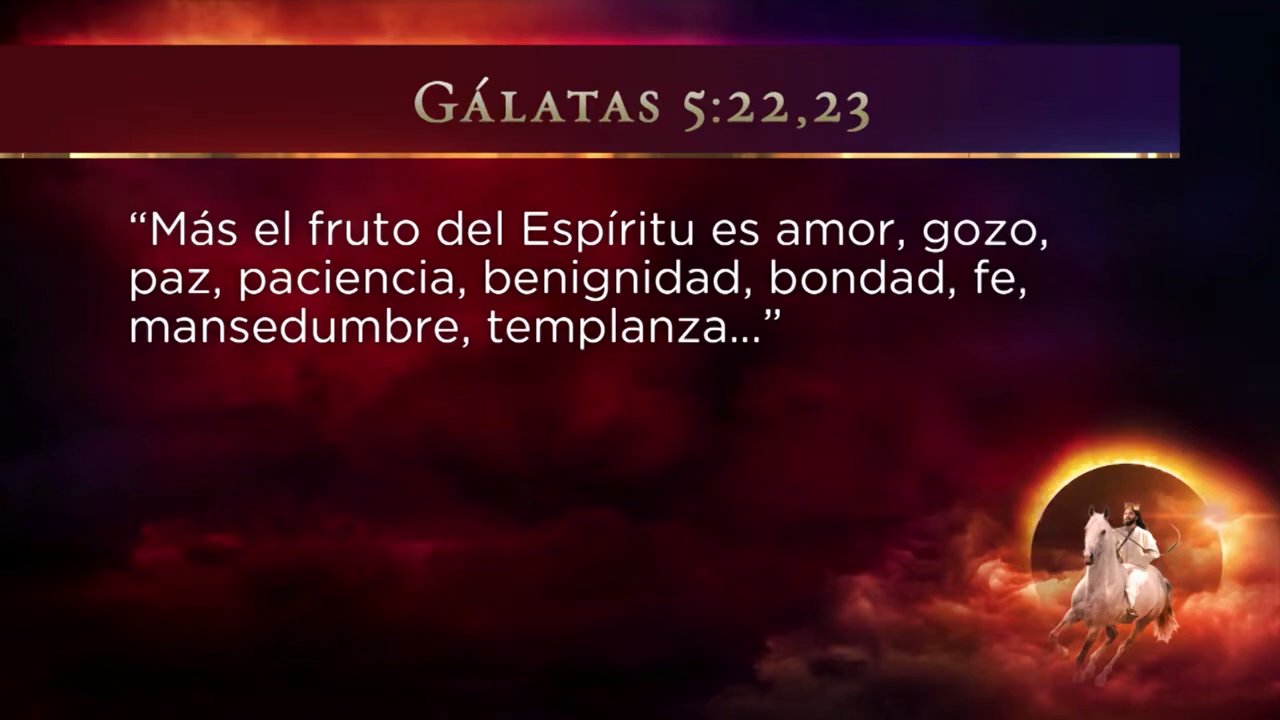 Gálatas 5:22,23
“Más el fruto del Espíritu es amor, gozo,
paz, paciencia, benignidad, bondad, fe,
mansedumbre, templanza...”